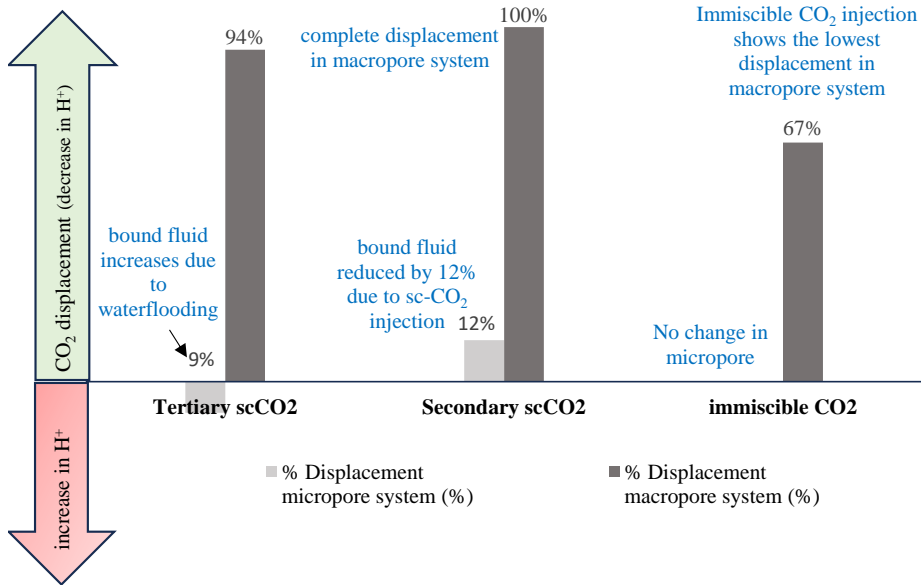 CO₂ displacement (decrease in H⁺)
increase in H⁺
94%
bound fluid
increases due
to
waterflooding
9%
complete displacement
in macropore system
100%
bound fluid
reduced by 12%
due to sc-CO₂
injection
12%
Immiscible CO₂ injection
shows the lowest
displacement in
macropore system
67%
No change in
micropore
Tertiary scCO2
Secondary scCO2
immiscible CO2
% Displacement
micropore system (%)
% Displacement
macropore system (%)